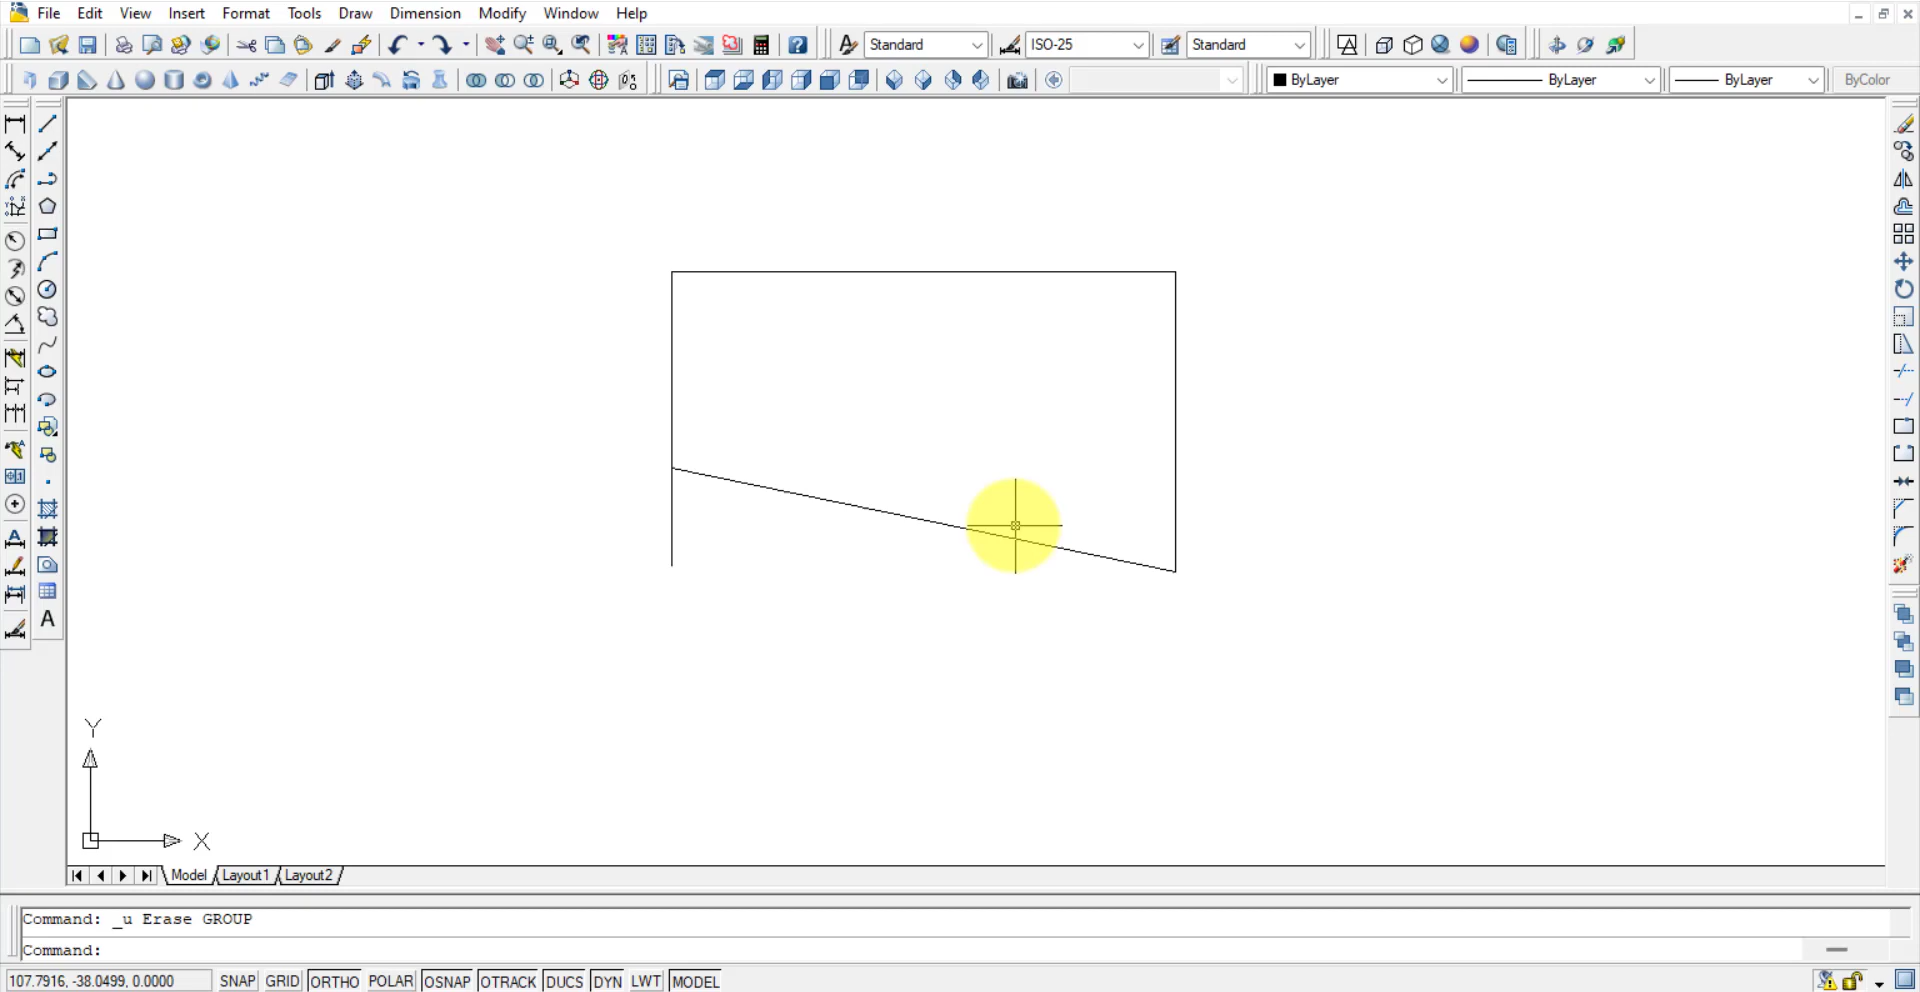 File Edit View Insert Format Tools Draw Dimension Modify Window Help
Standard ISO-25 Standard
ByLayer ByLayer ByLayer ByColor
A
Y
X
Model Layout1 Layout2
Command: _u Erase GROUP
Command:
107.7916, -38.0499, 0.0000 SNAP GRID ORTHO POLAR OSNAP OTRACK DUCS DYN LWT MODEL